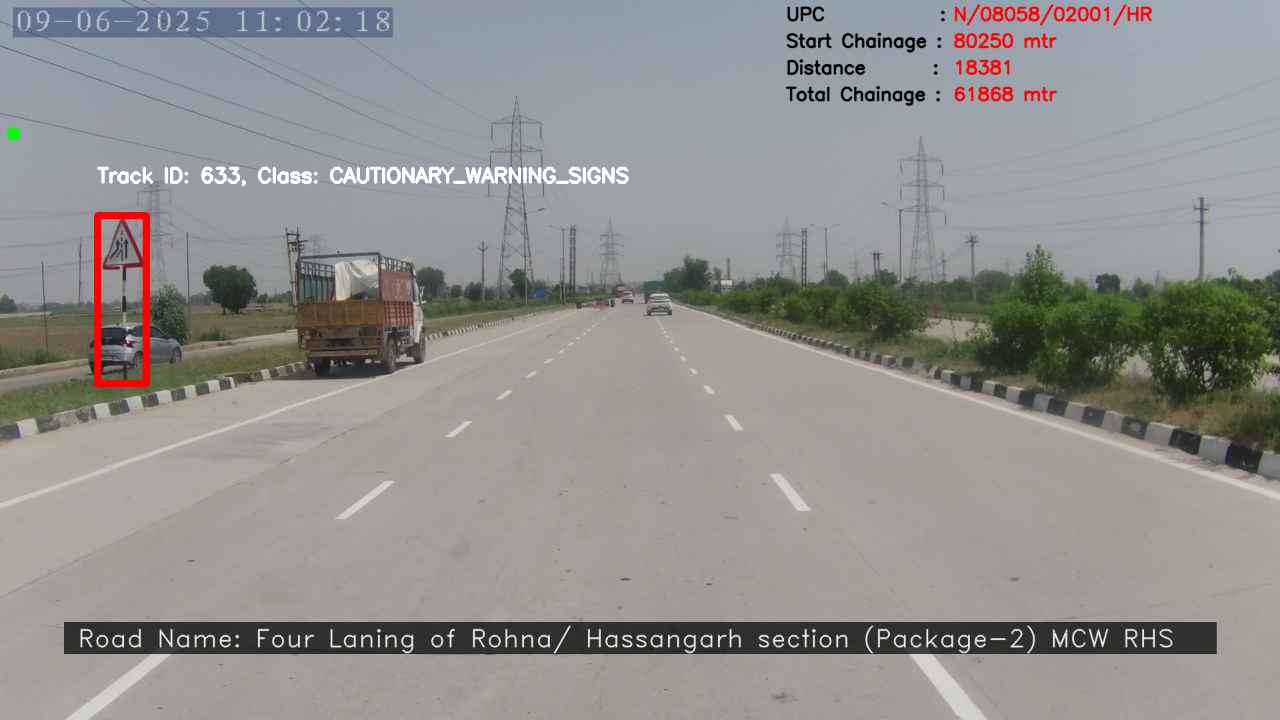 09-06-2025 11:02:18
UPC : N/08058/02001/HR
Start Chainage : 80250 mtr
Distance : 18381
Total Chainage : 61868 mtr
Track ID: 633, Class: CAUTIONARY_WARNING_SIGNS
Road Name: Four Laning of Rohna/ Hassangarh section (Package-2) MCW RHS